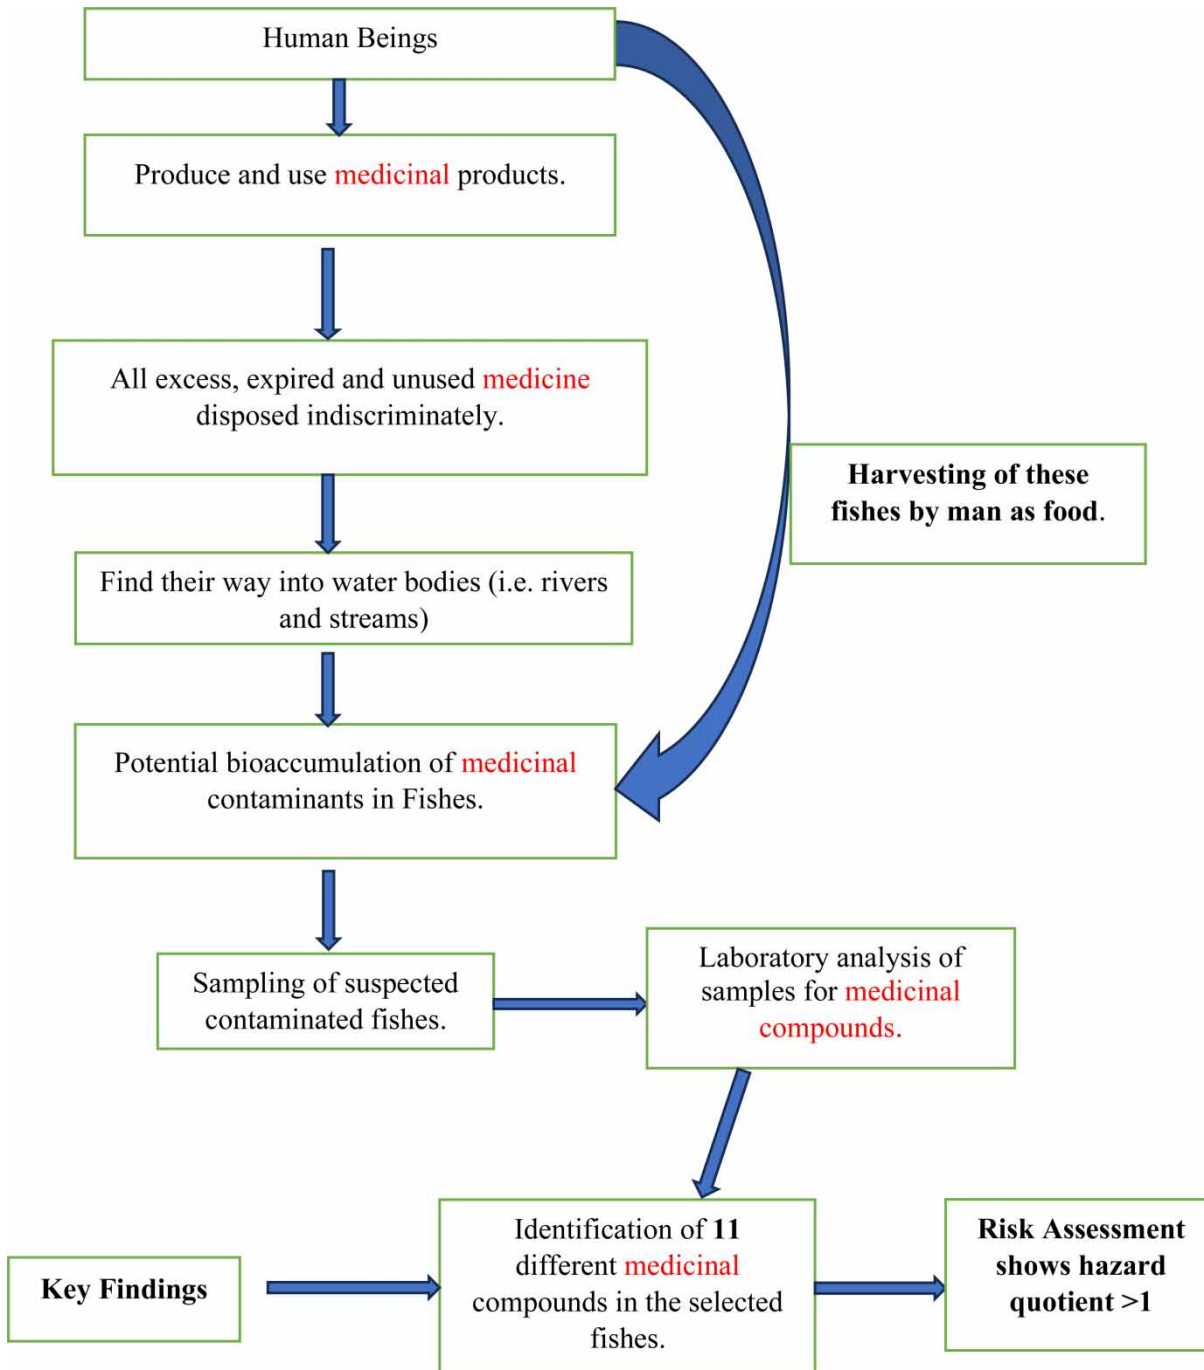 Human Beings
Produce and use medicinal products.
All excess, expired and unused medicine
disposed indiscriminately.
Harvesting of these
fishes by man as food.
Find their way into water bodies (i.e. rivers
and streams)
Potential bioaccumulation of medicinal
contaminants in Fishes.
Sampling of suspected
contaminated fishes.
Laboratory analysis of
samples for medicinal
compounds.
Key Findings
Identification of 11
different medicinal
compounds in the selected
fishes.
Risk Assessment
shows hazard
quotient >1